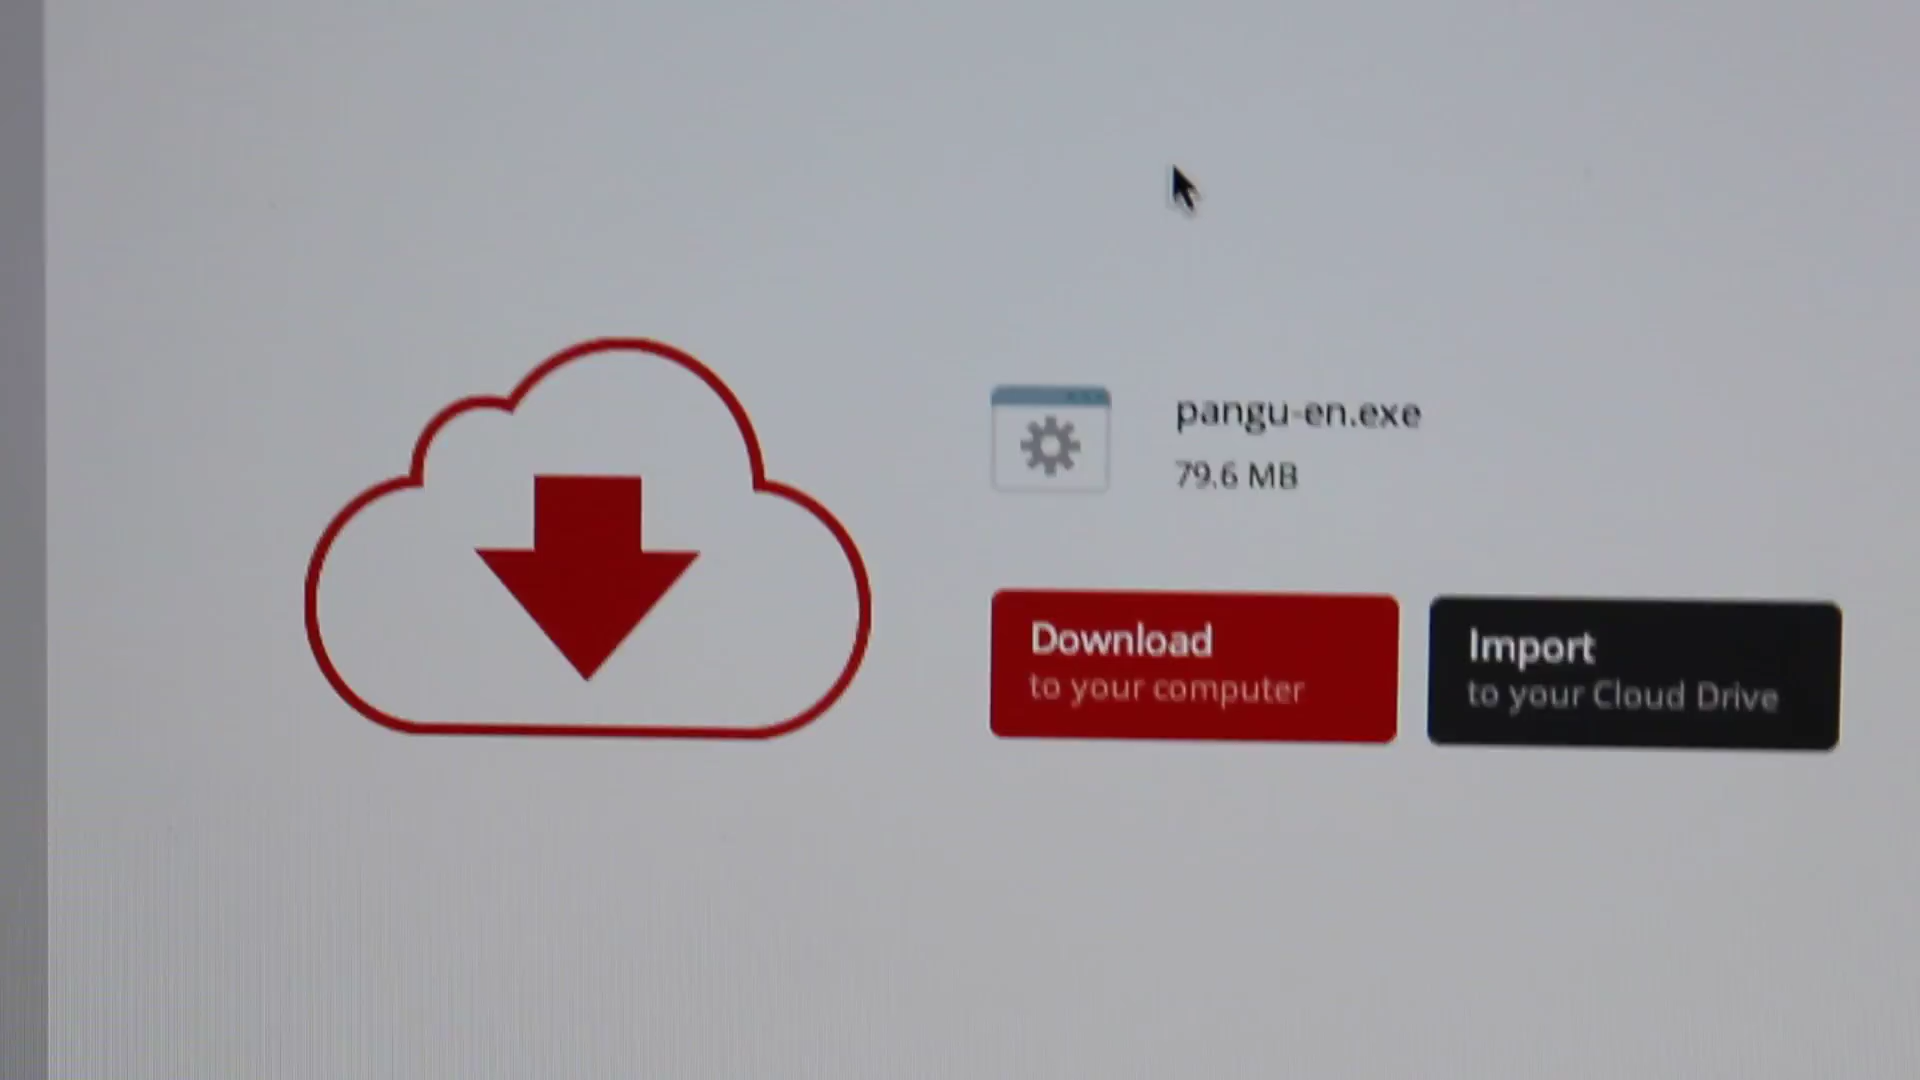 pangu-en.exe
79.6 MB
Download
to your computer
Import
to your Cloud Drive